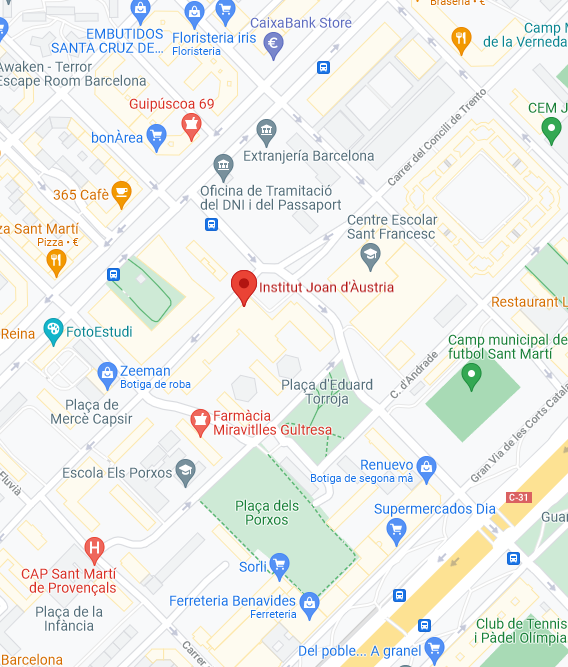 Brasería • €
CaixaBank Store
EMBUTIDOS
SANTA CRUZ DE...
Floristeria iris
Floristeria
Camp M
de la Verneda
Awaken - Terror
Escape Room Barcelona
Guipúscoa 69
CEM J
bonÀrea
Extranjería Barcelona
Carrer del Concili de Trento
365 Cafè
Oficina de Tramitació
del DNI i del Passaport
Centre Escolar
Sant Francesc
za Sant Martí
Pizza • €
Institut Joan d'Àustria
Restaurant L
Reina
FotoEstudi
Camp municipal de
futbol Sant Martí
Zeeman
Botiga de roba
Plaça d'Eduard
Torroja
C. d'Andrade
Plaça de
Mercè Capsir
Farmàcia
Miravitlles Gültresa
Gran Via de les Corts Catala
Fluvià
Escola Els Porxos
Renuevo
Botiga de segona mà
C-31
Plaça dels
Porxos
Supermercados Dia
Guar
H
CAP Sant Martí
de Provençals
Sorli
Plaça de la
Infància
Ferreteria Benavides
Ferretería
Club de Tennis
i Pàdel Olímpia
Carrer
Barcelona
Del poble... A granel